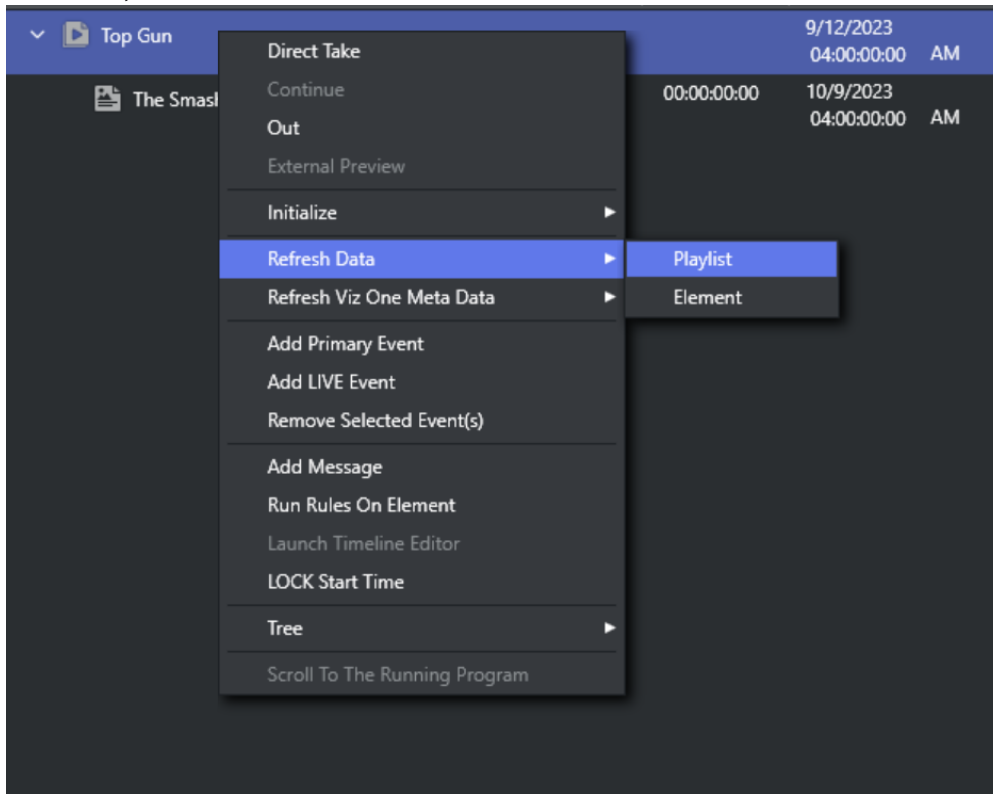 Top Gun
9/12/2023
04:00:00:00 AM
The Smas
00:00:00:00
10/9/2023
04:00:00:00 AM
Direct Take
Continue
Out
External Preview
Initialize
Refresh Data
Playlist
Refresh Viz One Meta Data
Element
Add Primary Event
Add LIVE Event
Remove Selected Event(s)
Add Message
Run Rules On Element
Launch Timeline Editor
LOCK Start Time
Tree
Scroll To The Running Program